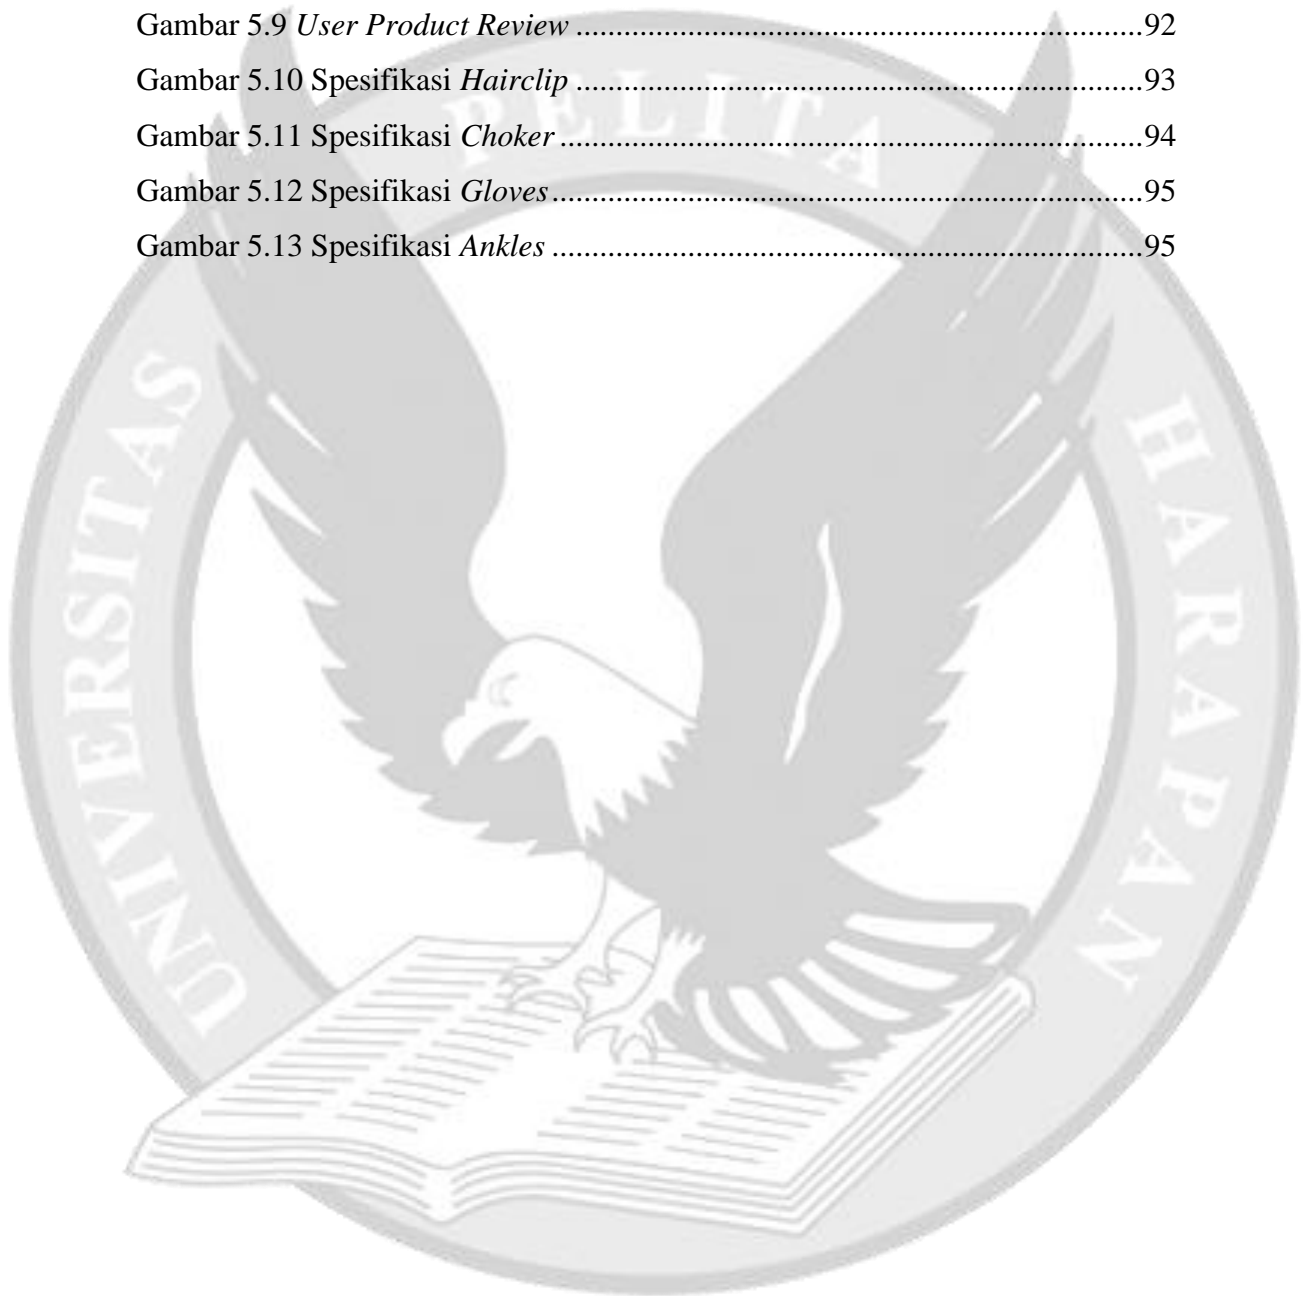 Gambar 5.9 User Product Review ........................................................................92
Gambar 5.10 Spesifikasi Hairclip ........................................................................93
Gambar 5.11 Spesifikasi Choker ..........................................................................94
Gambar 5.12 Spesifikasi Gloves ...........................................................................95
Gambar 5.13 Spesifikasi Ankles ...........................................................................95
UNIVERSITAS PELITA HARAPAN